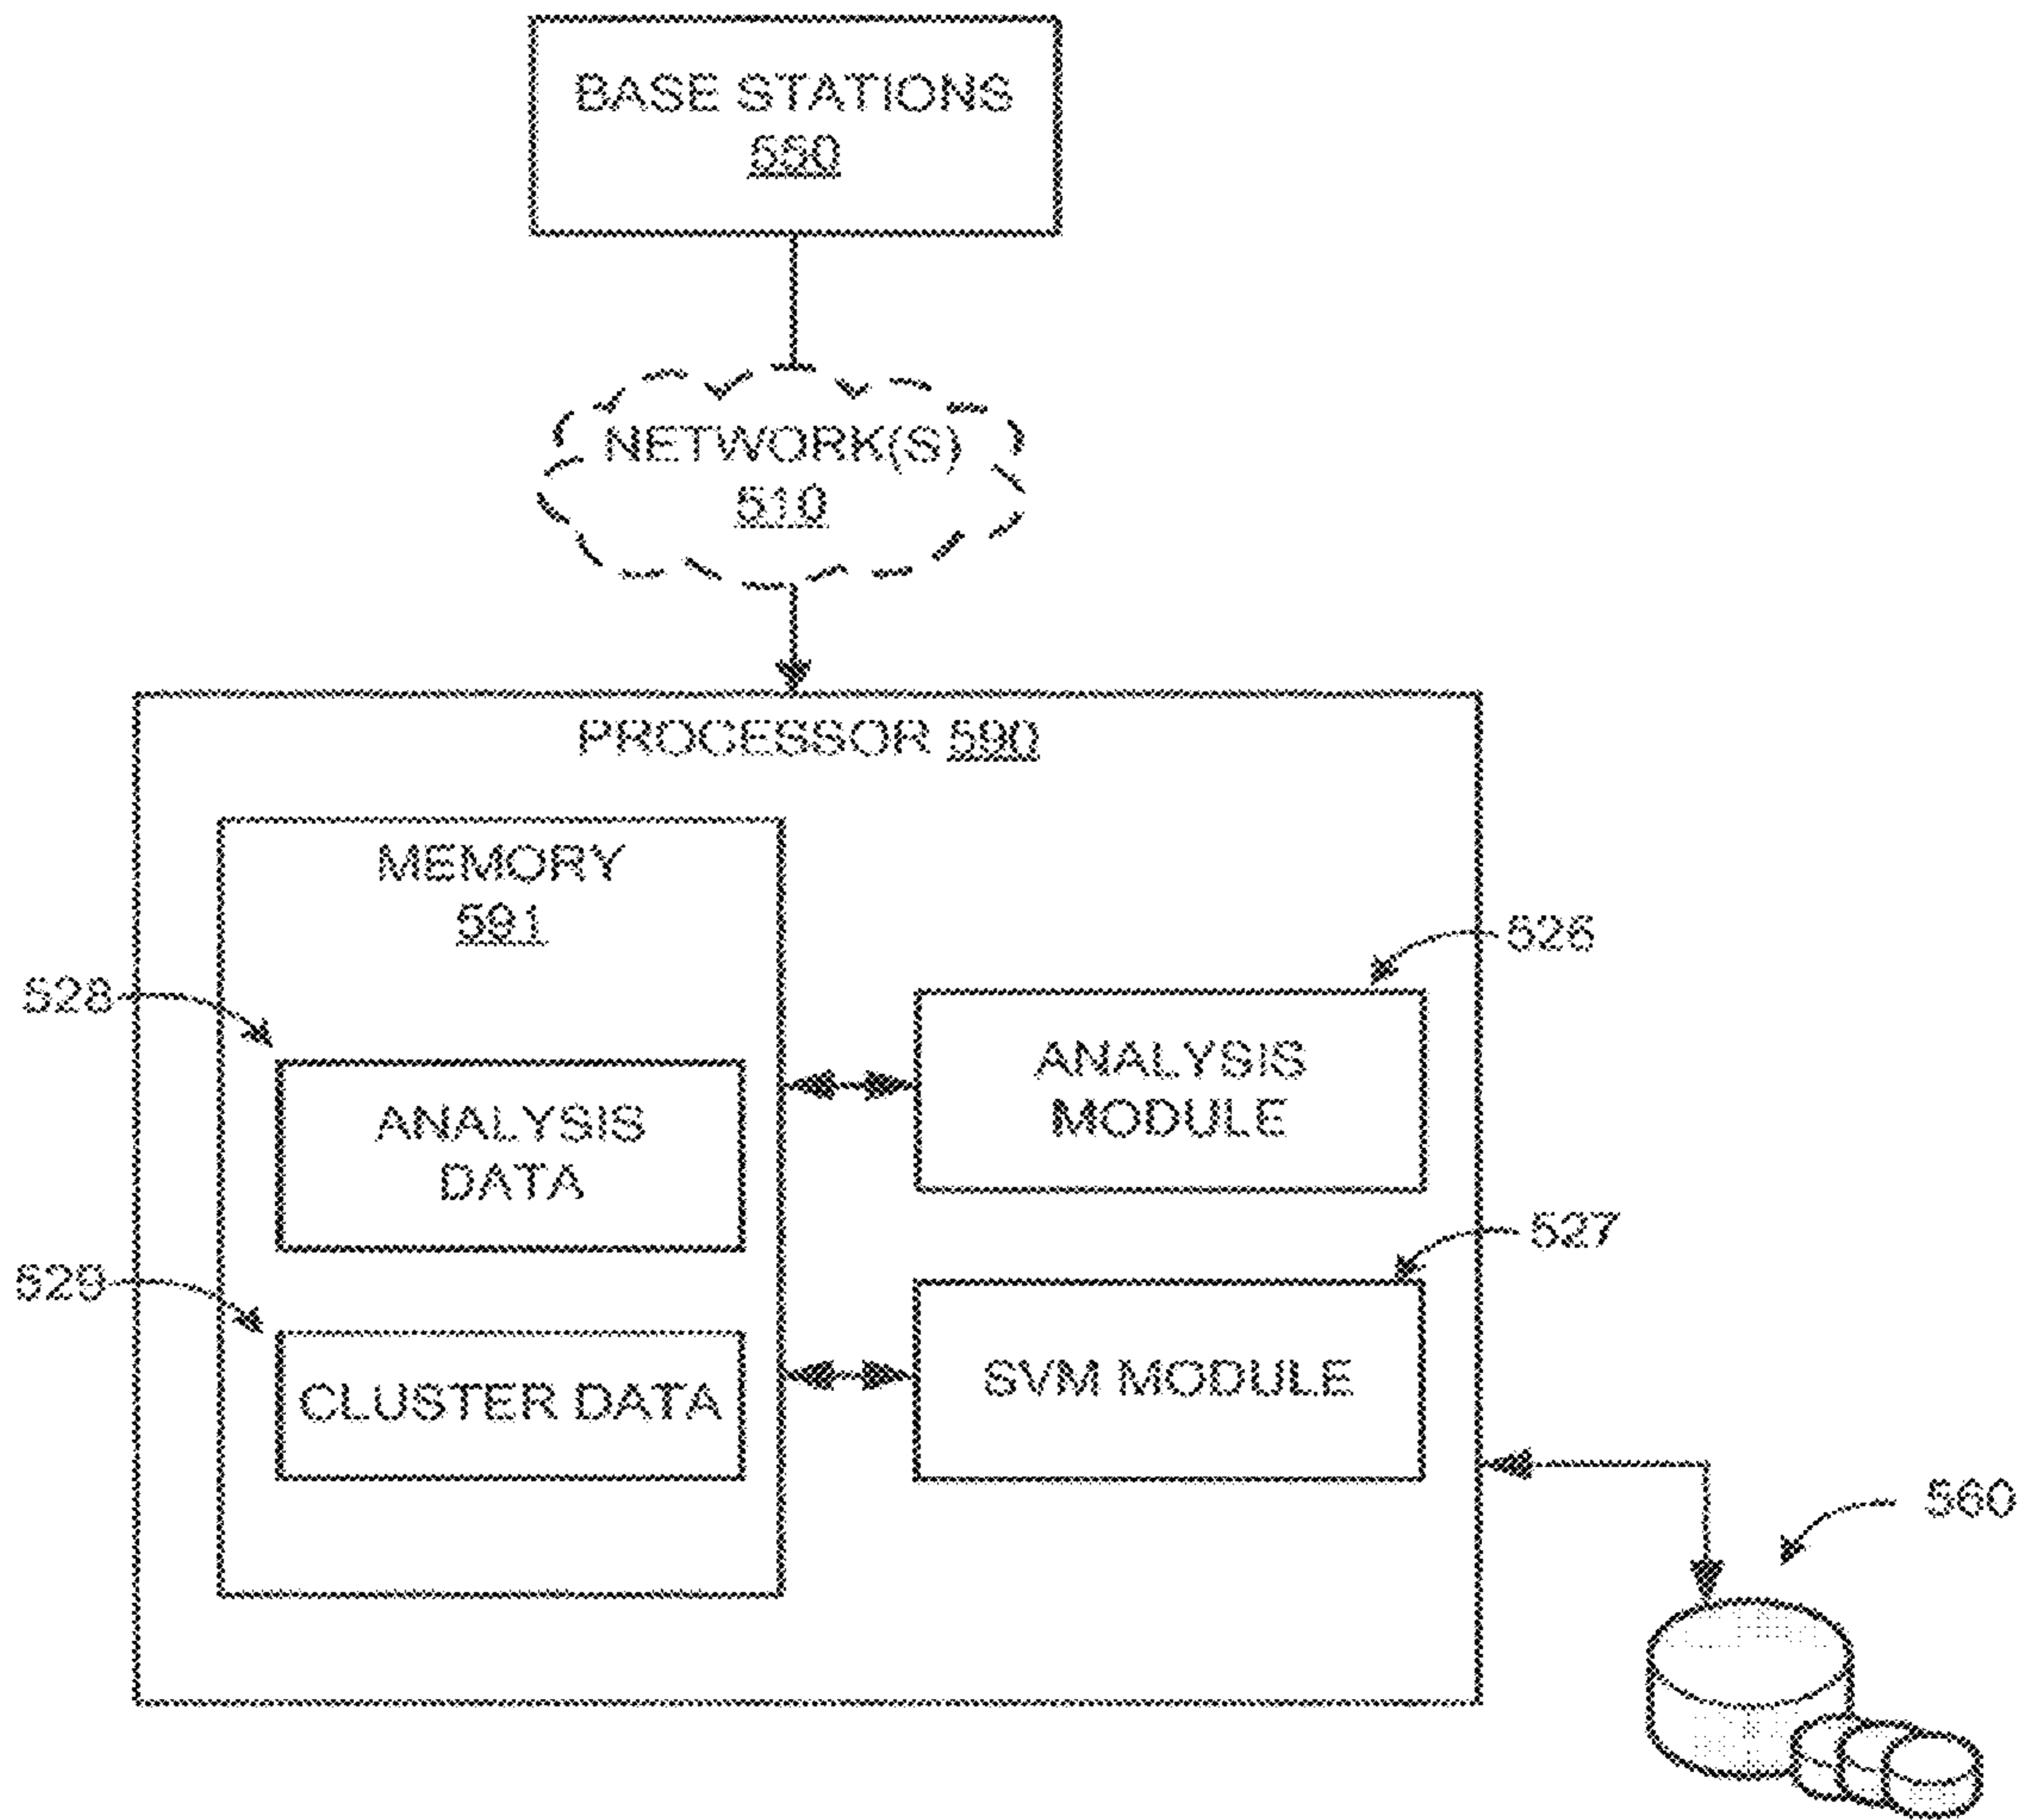 BASE STATIONS
NETWORK(S)
510
PROCESSOR 590
MEMORY
591
526
528
ANALYSIS
MODULE
ANALYSIS
DATA
527
529
SVM MODULE
CLUSTER DATA
560